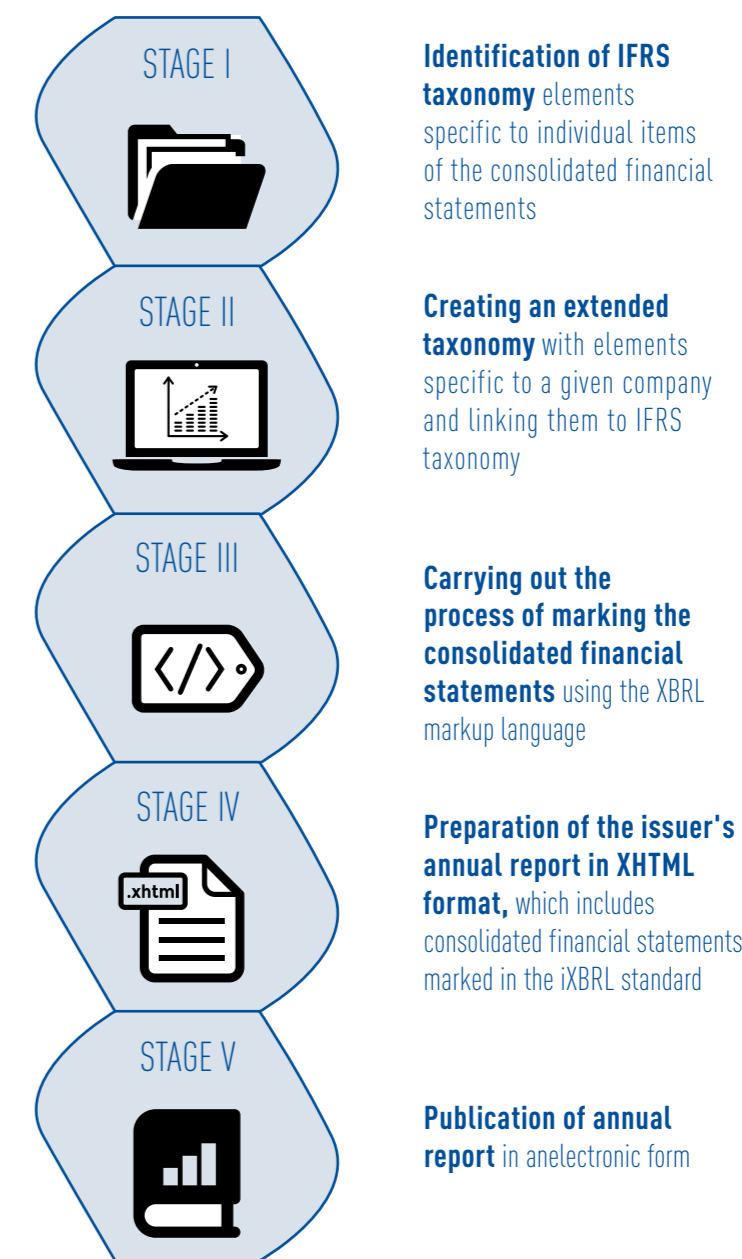 STAGE I
Identification of IFRS
taxonomy elements
specific to individual items
of the consolidated financial
statements
STAGE II
Creating an extended
taxonomy with elements
specific to a given company
and linking them to IFRS
taxonomy
STAGE III
</>
Carrying out the
process of marking the
consolidated financial
statements using the XBRL
markup language
STAGE IV
.xhtml
Preparation of the issuer's
annual report in XHTML
format, which includes
consolidated financial statements
marked in the iXBRL standard
STAGE V
Publication of annual
report in anelectronic form